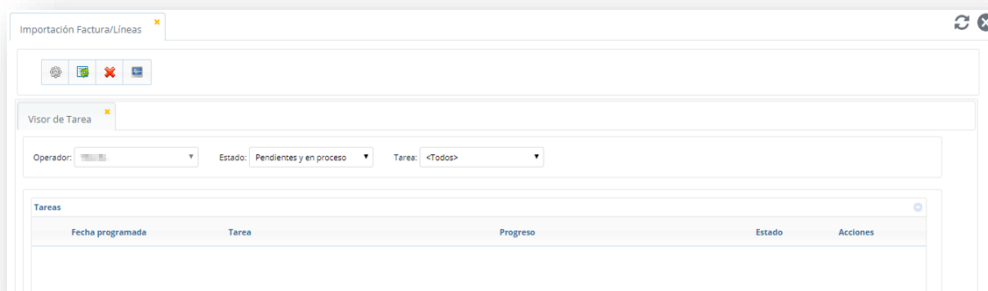 Importación Factura/Líneas
Visor de Tarea
Operador: Estado: Pendientes y en proceso Tarea: <Todos>
Tareas
Fecha programada Tarea Progreso Estado Acciones